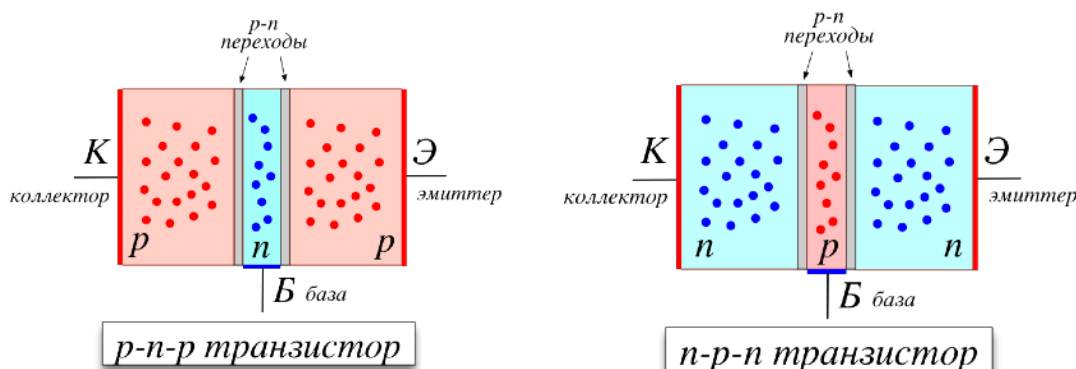 p-n
переходы
К
коллектор
p
n
p
Э
эмиттер
Б база
p-n-p транзистор
p-n
переходы
К
коллектор
n
p
n
Э
эмиттер
Б база
n-p-n транзистор